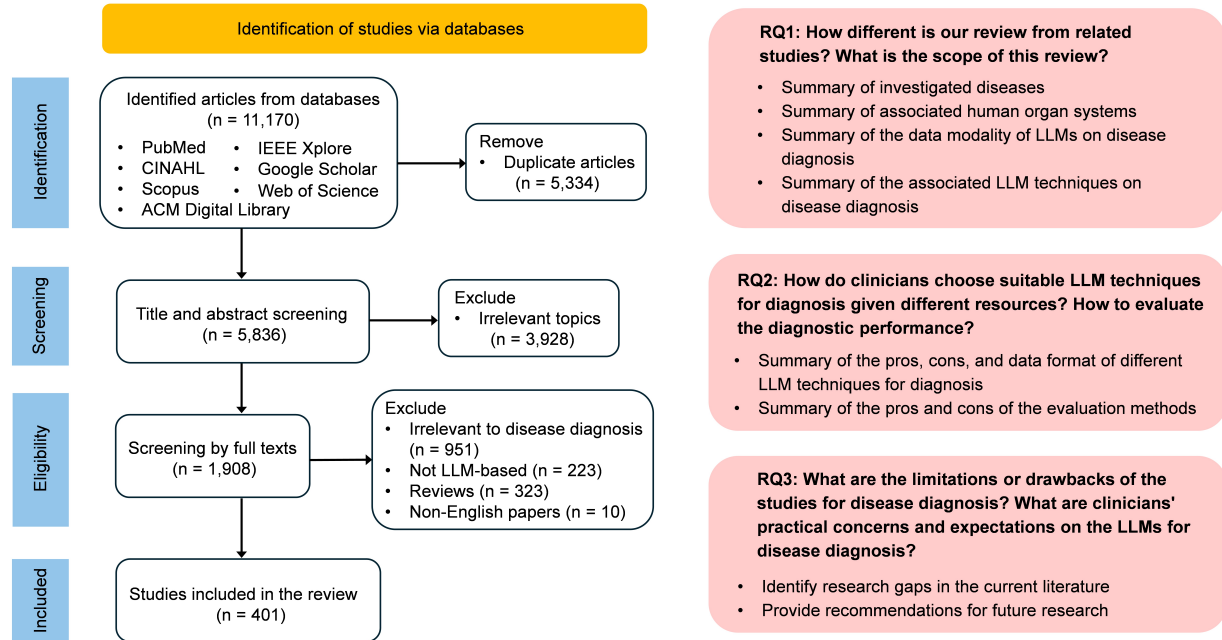 Identification of studies via databases
Identification
Identified articles from databases
(n = 11,170)
• PubMed
• CINAHL
• Scopus
• ACM Digital Library
• IEEE Xplore
• Google Scholar
• Web of Science
Remove
• Duplicate articles
(n = 5,334)
Screening
Title and abstract screening
(n = 5,836)
Exclude
• Irrelevant topics
(n = 3,928)
Eligibility
Screening by full texts
(n = 1,908)
Exclude
• Irrelevant to disease diagnosis
(n = 951)
• Not LLM-based (n = 223)
• Reviews (n = 323)
• Non-English papers (n = 10)
Included
Studies included in the review
(n = 401)
RQ1: How different is our review from related
studies? What is the scope of this review?
• Summary of investigated diseases
• Summary of associated human organ systems
• Summary of the data modality of LLMs on disease
diagnosis
• Summary of the associated LLM techniques on
disease diagnosis
RQ2: How do clinicians choose suitable LLM techniques
for diagnosis given different resources? How to evaluate
the diagnostic performance?
• Summary of the pros, cons, and data format of different
LLM techniques for diagnosis
• Summary of the pros and cons of the evaluation methods
RQ3: What are the limitations or drawbacks of the
studies for disease diagnosis? What are clinicians'
practical concerns and expectations on the LLMs for
disease diagnosis?
• Identify research gaps in the current literature
• Provide recommendations for future research